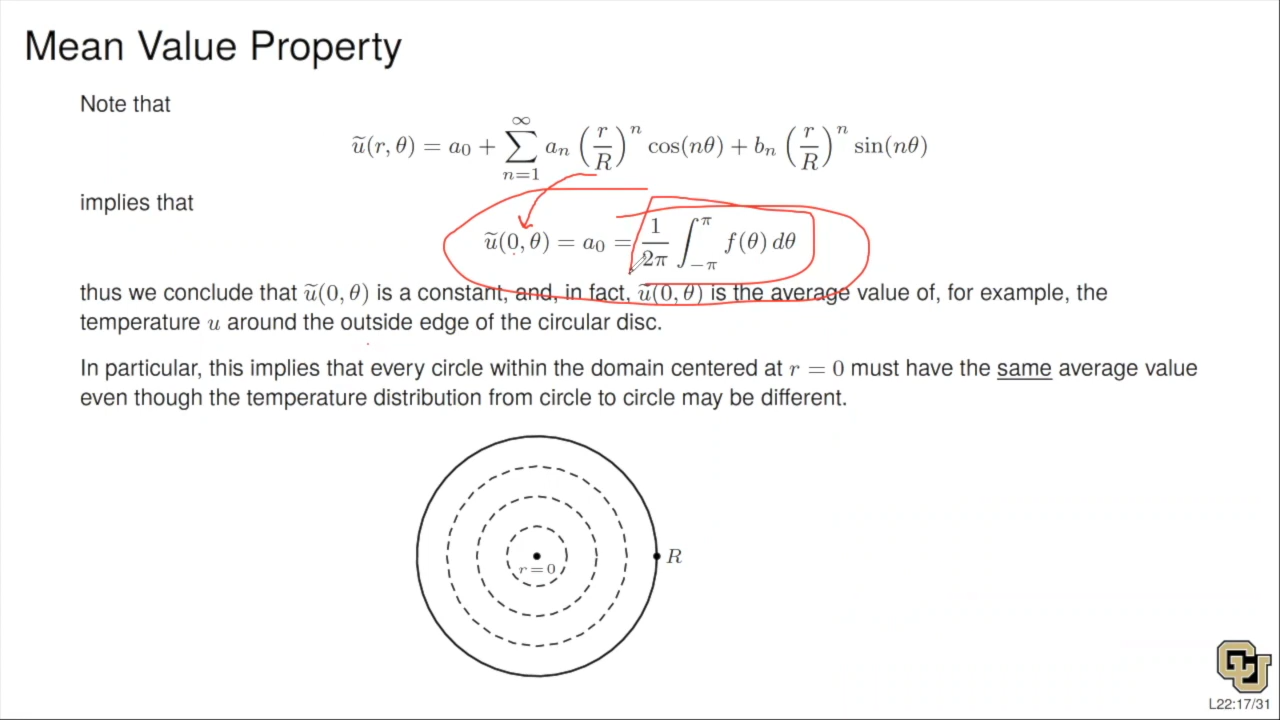 Mean Value Property
Note that
ũ(r, θ) = a₀ + ∑_{n=1}^{∞} aₙ (r/R)ⁿ cos(nθ) + bₙ (r/R)ⁿ sin(nθ)
implies that
ũ(0, θ) = a₀ = 1/2π ∫_{−π}^{π} f(θ) dθ
thus we conclude that ũ(0, θ) is a constant, and, in fact, ũ(0, θ) is the average value of, for example, the
temperature u around the outside edge of the circular disc.
In particular, this implies that every circle within the domain centered at r = 0 must have the same average value
even though the temperature distribution from circle to circle may be different.
R
r = 0
CU
L22:17/31